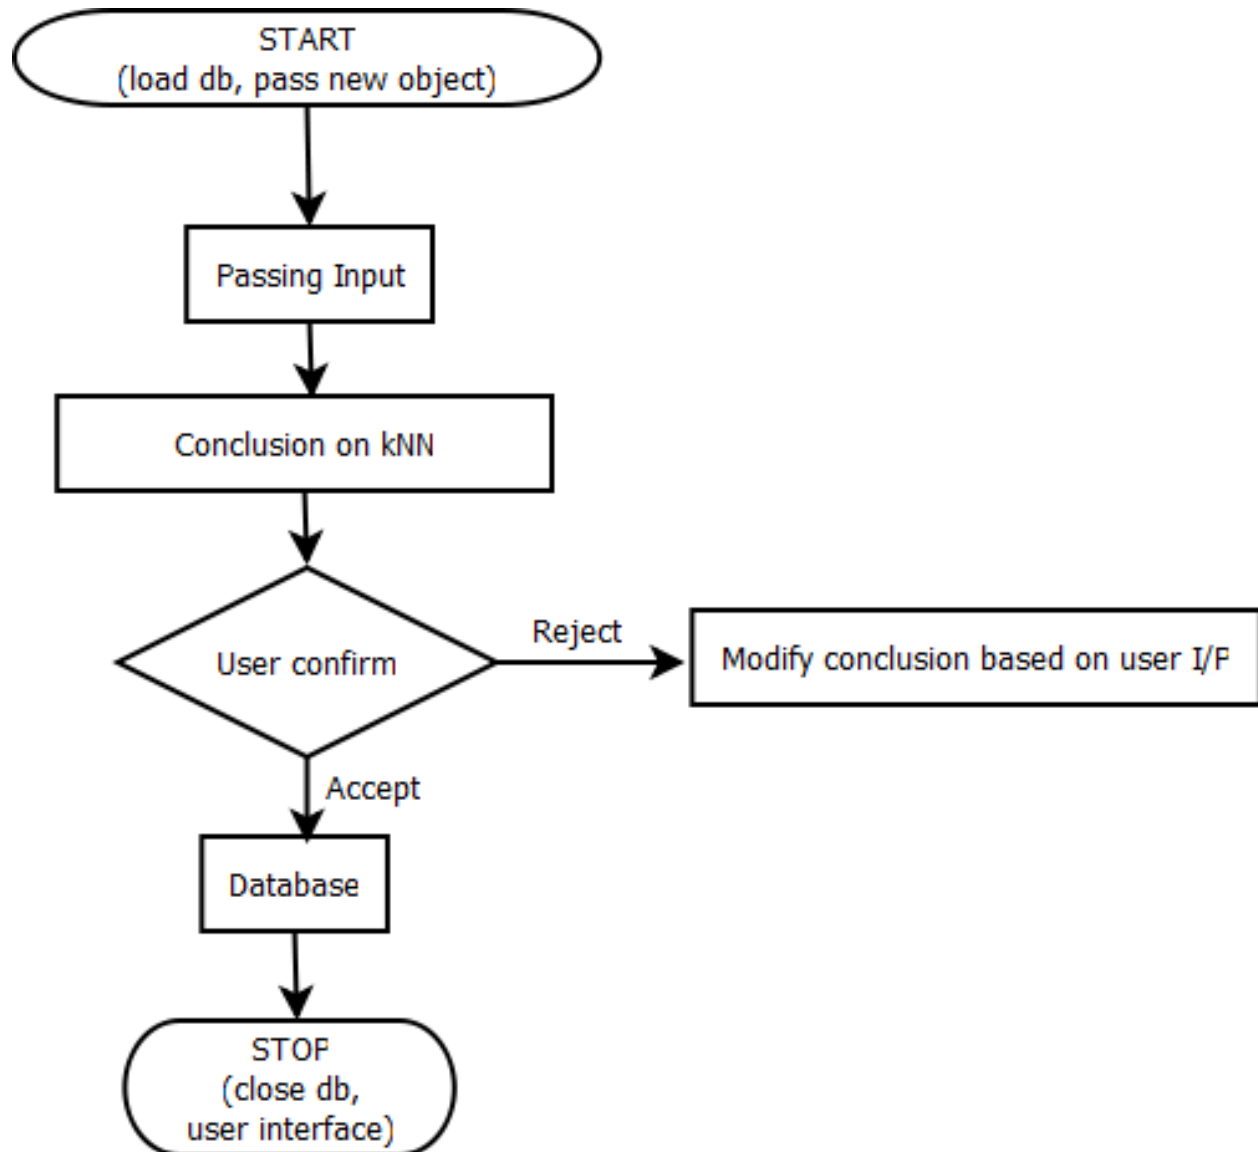 START
(load db, pass new object)
Passing Input
Conclusion on kNN
User confirm
Reject
Modify conclusion based on user I/P
Accept
Database
STOP
(close db,
user interface)